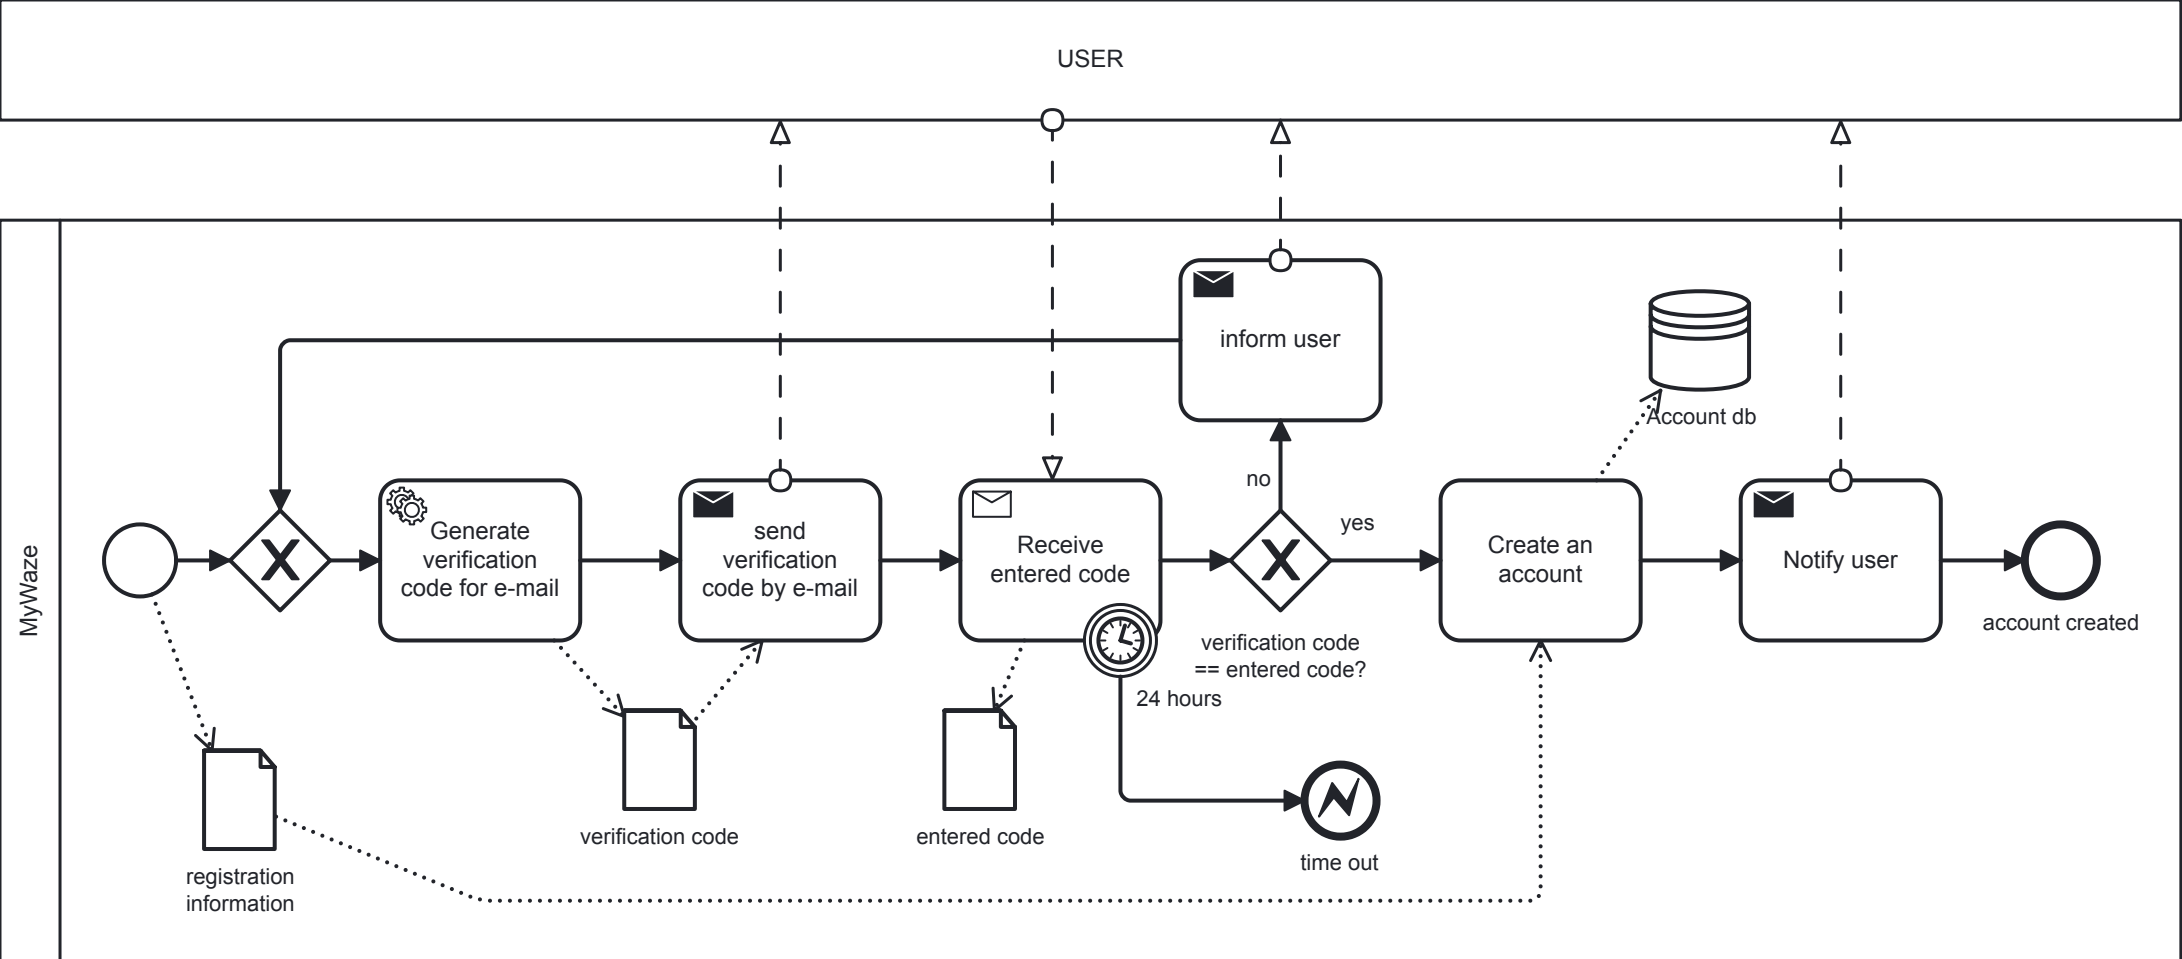 USER
MyWaze
inform user
Account db
no
yes
Generate
verification
code for e-mail
send
verification
code by e-mail
Receive
entered code
Create an
account
Notify user
account created
verification code
== entered code?
24 hours
verification code
entered code
time out
registration
information